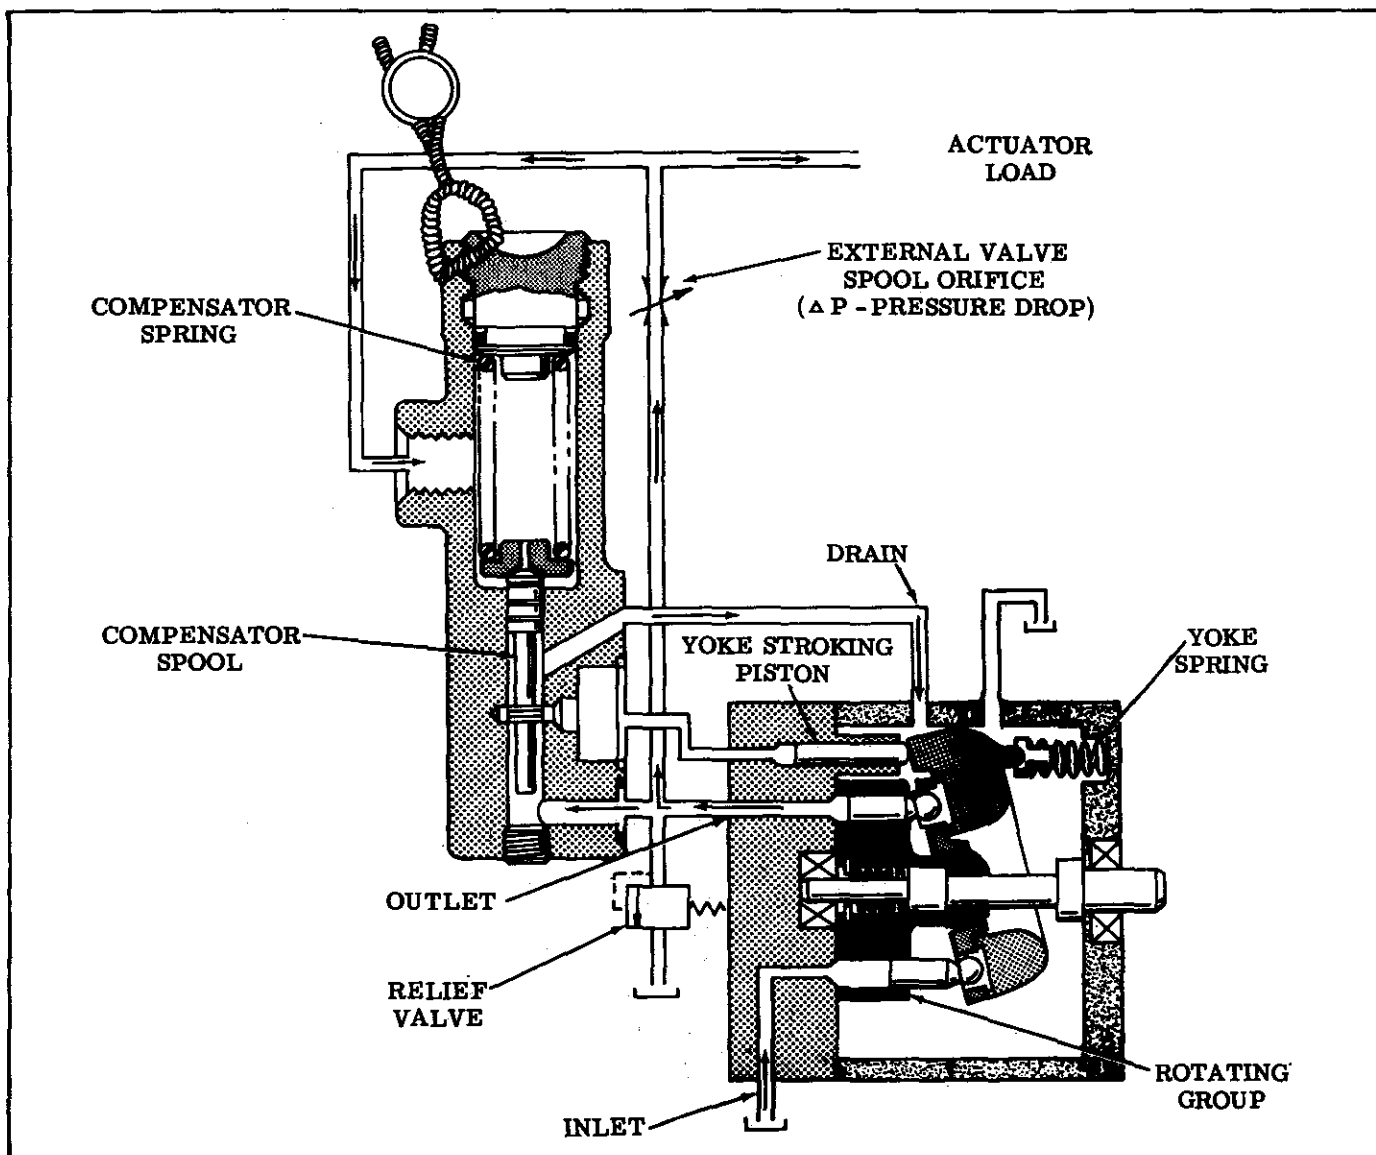 ACTUATOR
LOAD
EXTERNAL VALVE
SPOOL ORIFICE
(△ P - PRESSURE DROP)
COMPENSATOR
SPRING
DRAIN
COMPENSATOR
SPOOL
YOKE STROKING
PISTON
YOKE
SPRING
OUTLET
RELIEF
VALVE
ROTATING
GROUP
INLET